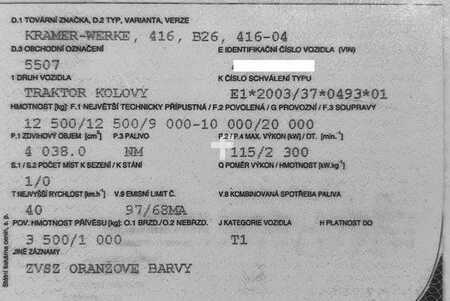 D.1 TOVÁRNÍ ZNAČKA, D.2 TYP, VARIANTA, VERZE
KRAMER-WERKE, 416, B26, 416-04
D.3 OBCHODNÍ OZNAČENÍ E IDENTIFIKAČNÍ ČÍSLO VOZIDLA (VIN)
5507
1 DRUH VOZIDLA K ČÍSLO SCHVÁLENÍ TYPU
TRAKTOR KOLOVÝ E1*2003/37*0493*01
HMOTNOST [kg]: F.1 NEJVĚTŠÍ TECHNICKY PŘÍPUSTNÁ / F.2 POVOLENÁ / G PROVOZNÍ / F.3 SOUPRAVY
12 500/12 500/9 000-10 000/20 000
P.1 ZDVIHOVÝ OBJEM [cm³] P.3 PALIVO P.2 / P.4 MAX. VÝKON [kW] / OT. [min.⁻¹]
4 038.0 NM 115/2 300
S.1 / S.2 POČET MÍST K SEZENÍ / K STÁNÍ Q POMĚR VÝKON / HMOTNOST [kW.kg⁻¹]
1/0
T NEJVYŠŠÍ RYCHLOST [km.h⁻¹] V.9 EMISNÍ LIMIT Č. V.8 KOMBINOVANÁ SPOTŘEBA PALIVA
40 97/68MA
POV. HMOTNOST PŘÍVĚSU [kg]: O.1 BRZD./O.2 NEBRZD. J KATEGORIE VOZIDLA H PLATNOST DO
3 500/1 000 T1
JINÉ ZÁZNAMY
ZVSZ ORANŽOVÉ BARVY
Státní tiskárna cenin, s. p.